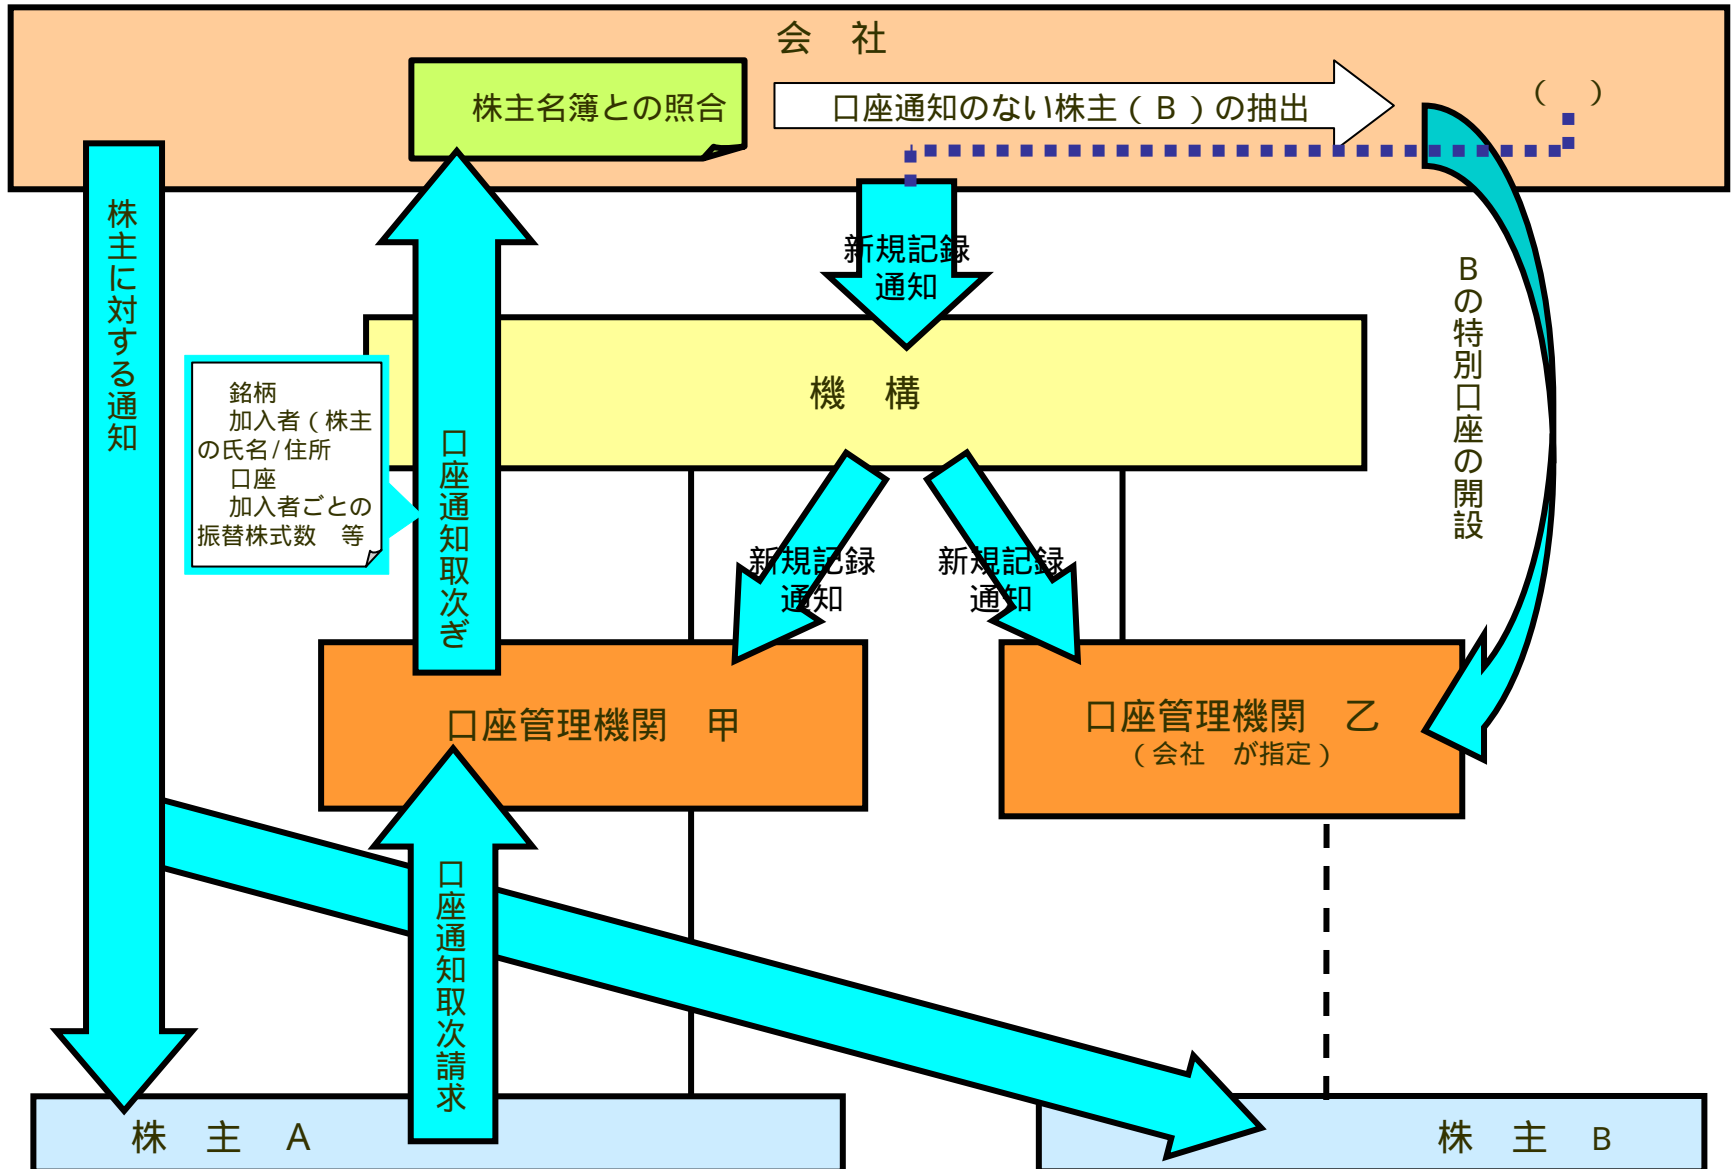 会　社
株主名簿との照合
口座通知のない株主（Ｂ）の抽出
（　）
株主に対する通知
新規記録
通知
Ｂの特別口座の開設
機　構
銘柄
加入者（株主
の氏名/住所
口座
加入者ごとの
振替株式数　等
口座通知取次ぎ
新規記録
通知
新規記録
通知
口座管理機関　甲
口座管理機関　乙
（会社　が指定）
口座通知取次請求
株　主　Ａ
株　主　Ｂ